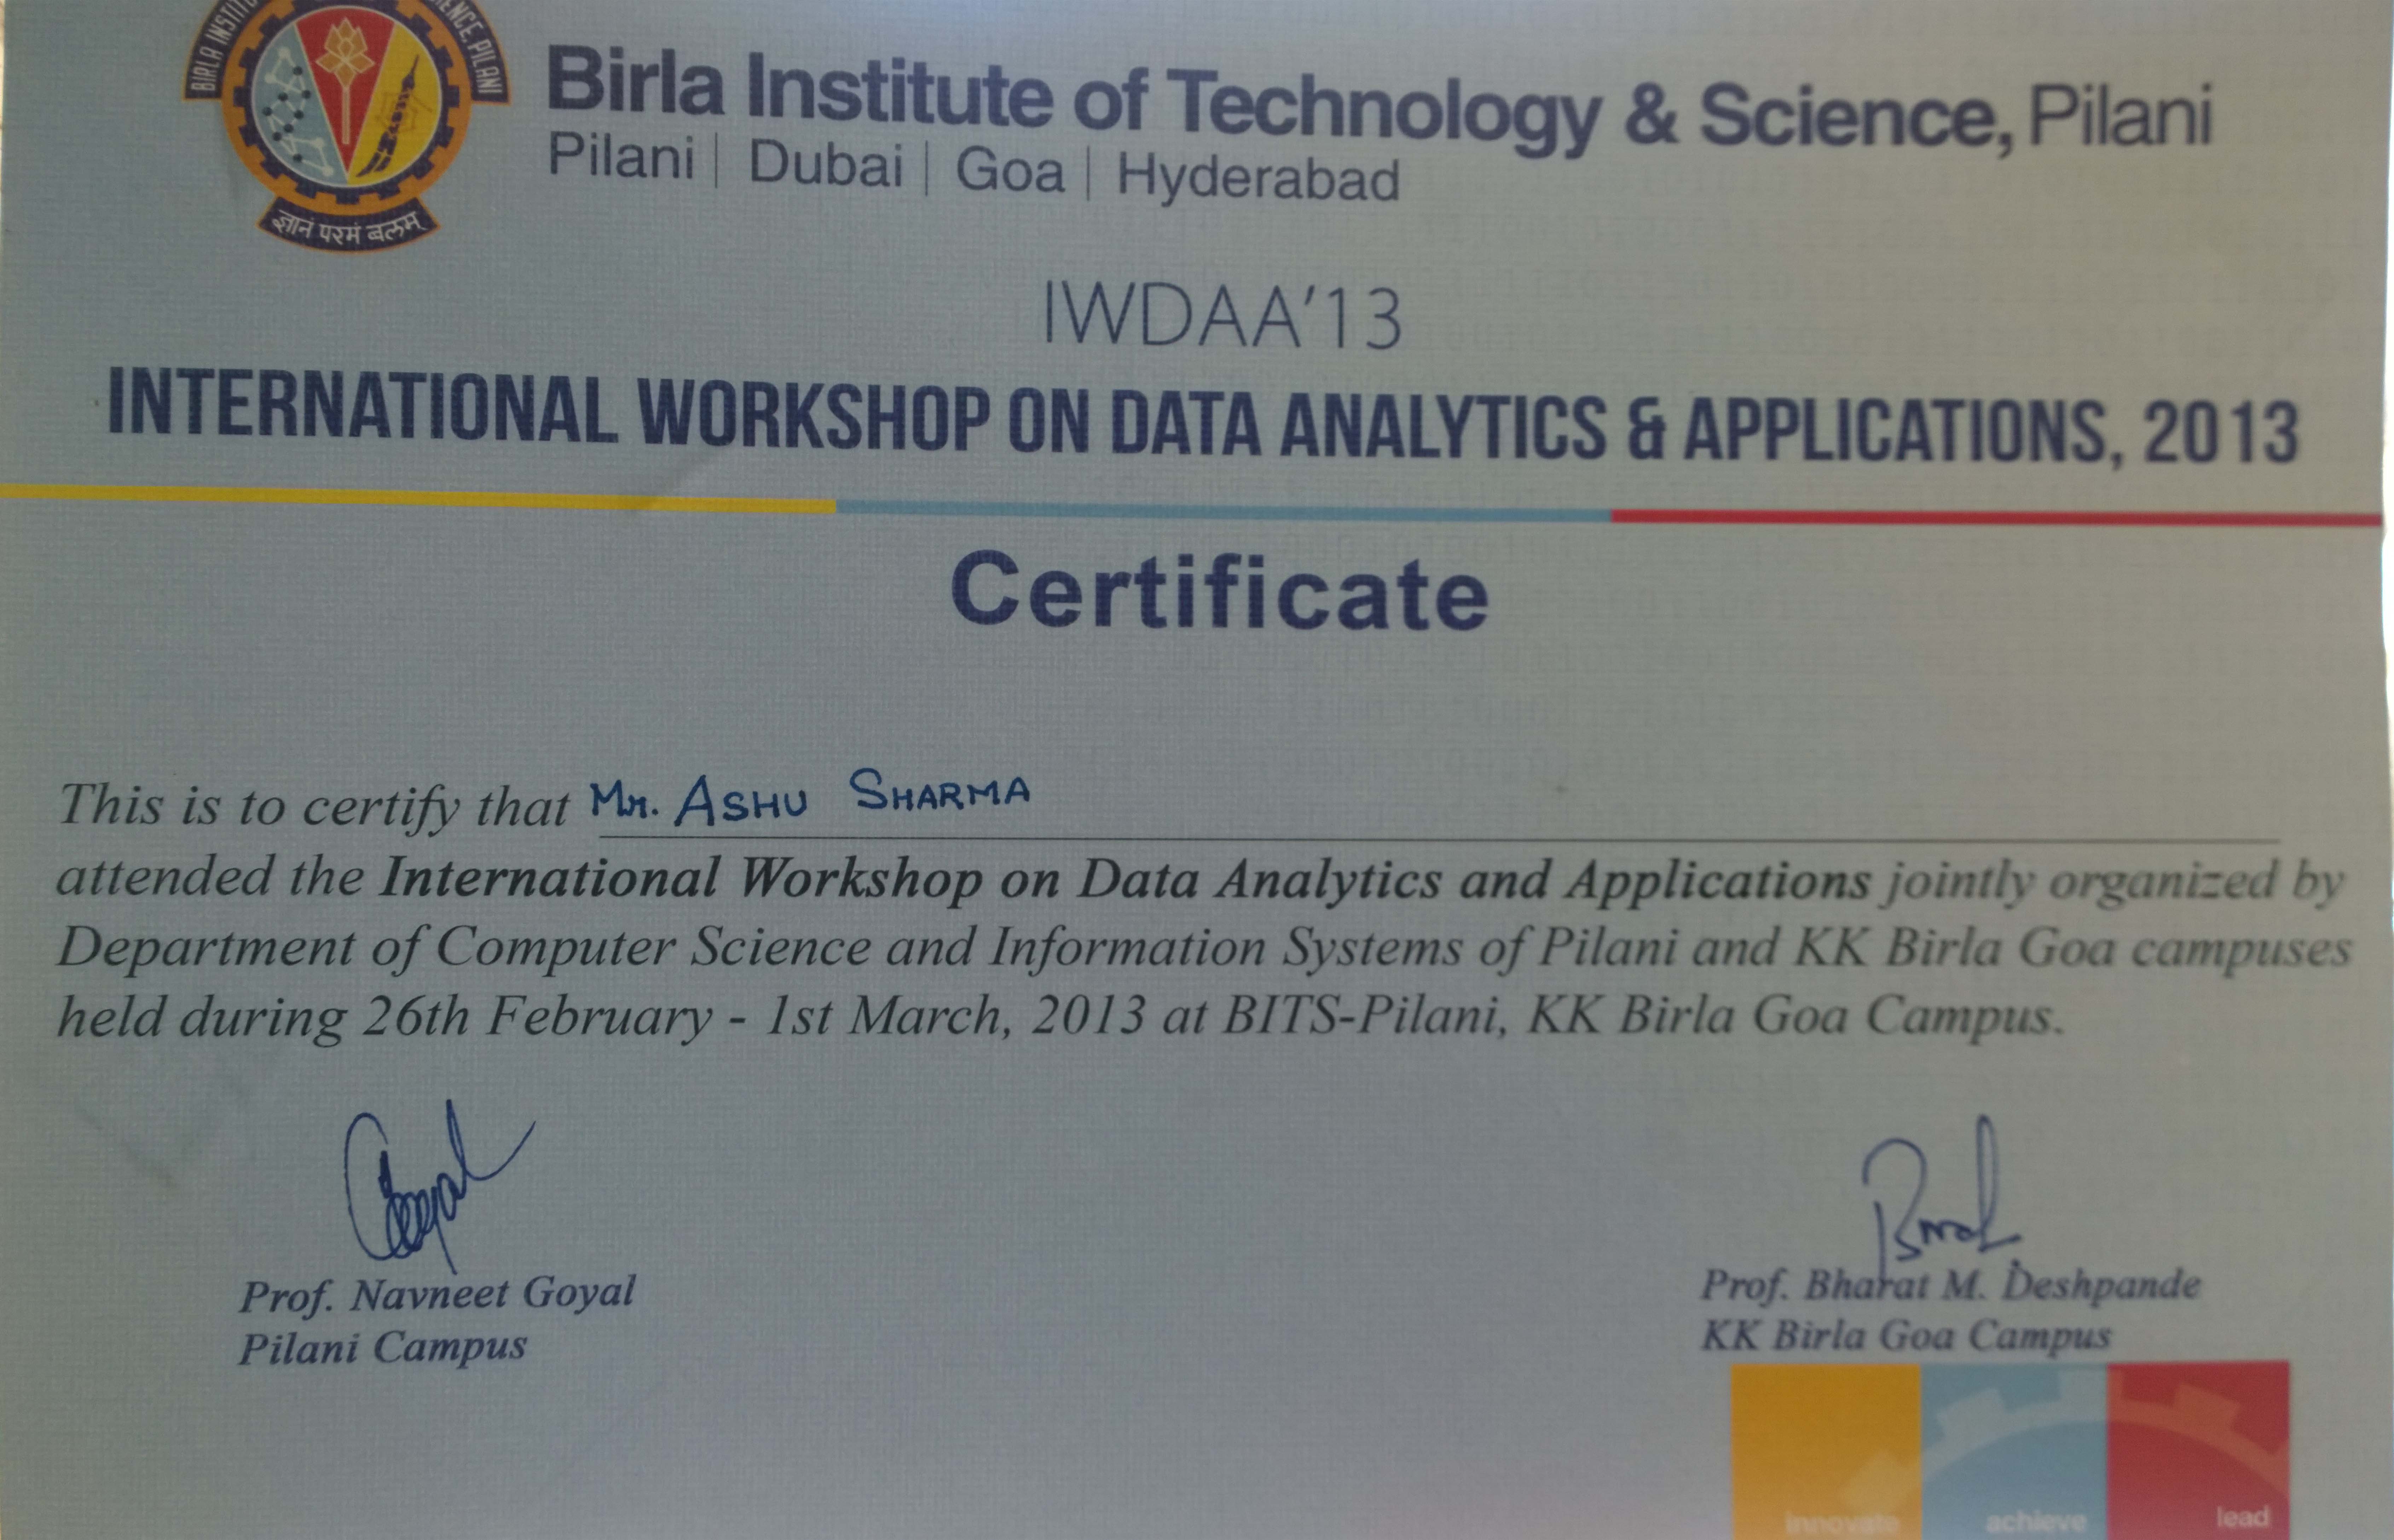 BIRLA INSTIT
IENCE, PILANI
ज्ञानं परमं बलम्
Birla Institute of Technology & Science, Pilani
Pilani | Dubai | Goa | Hyderabad
IWDAA'13
INTERNATIONAL WORKSHOP ON DATA ANALYTICS & APPLICATIONS, 2013
Certificate
This is to certify that Mr. ASHU SHARMA
attended the International Workshop on Data Analytics and Applications jointly organized by
Department of Computer Science and Information Systems of Pilani and KK Birla Goa campuses
held during 26th February - 1st March, 2013 at BITS-Pilani, KK Birla Goa Campus.
Goyal
Prof. Navneet Goyal
Pilani Campus
Prof. Bharat M. Deshpande
KK Birla Goa Campus
innovate achieve lead